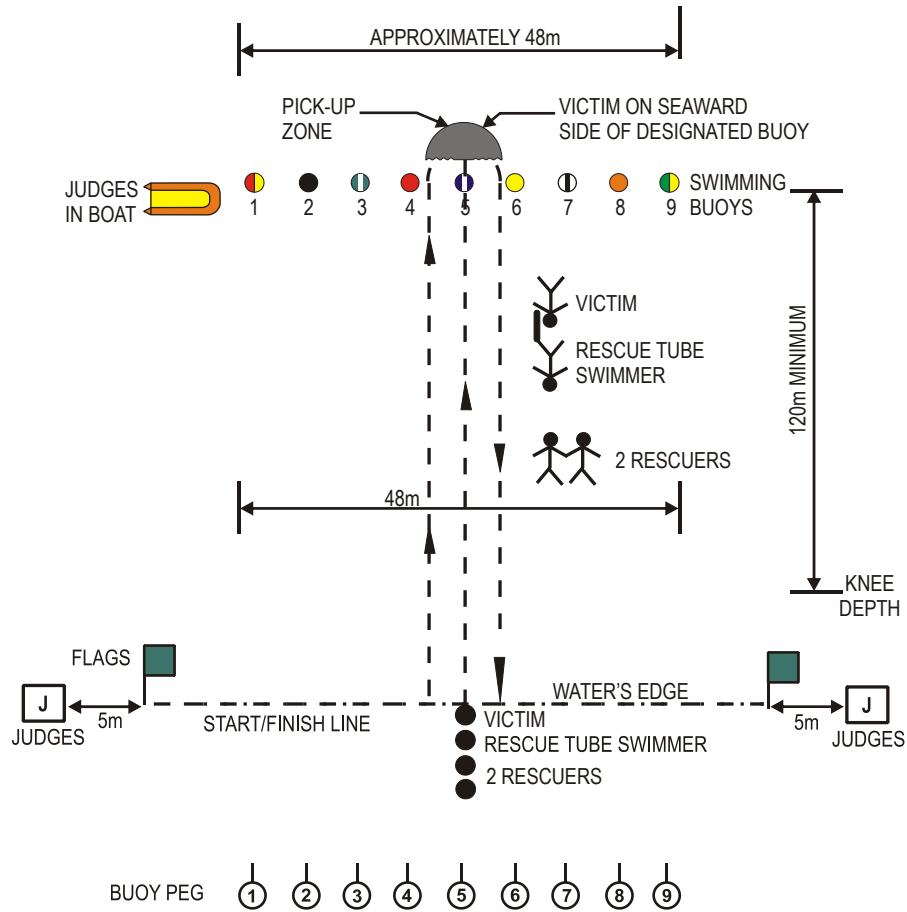 APPROXIMATELY 48m
PICK-UP
ZONE
VICTIM ON SEAWARD
SIDE OF DESIGNATED BUOY
JUDGES
IN BOAT
1 2 3 4 5 6 7 8 9
SWIMMING
BUOYS
VICTIM
RESCUE TUBE
SWIMMER
120m MINIMUM
2 RESCUERS
48m
KNEE
DEPTH
FLAGS
J
JUDGES
5m
START/FINISH LINE
WATER'S EDGE
5m
J
JUDGES
VICTIM
RESCUE TUBE SWIMMER
2 RESCUERS
BUOY PEG 1 2 3 4 5 6 7 8 9